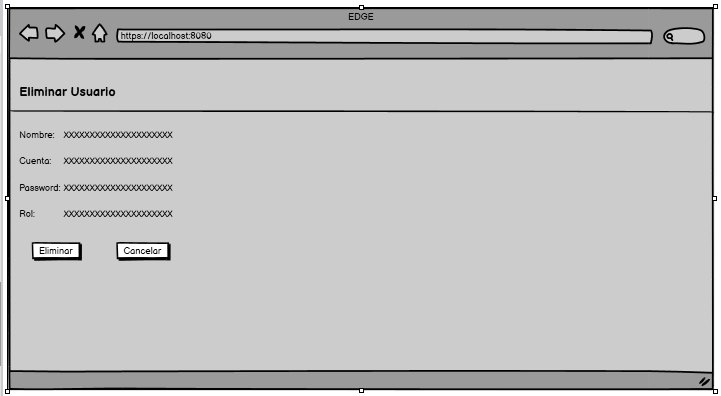 EDGE
https://localhost:8080
Eliminar Usuario
Nombre: XXXXXXXXXXXXXXXXXXXXX
Cuenta: XXXXXXXXXXXXXXXXXXXXX
Password: XXXXXXXXXXXXXXXXXXXXX
Rol: XXXXXXXXXXXXXXXXXXXXX
Eliminar Cancelar